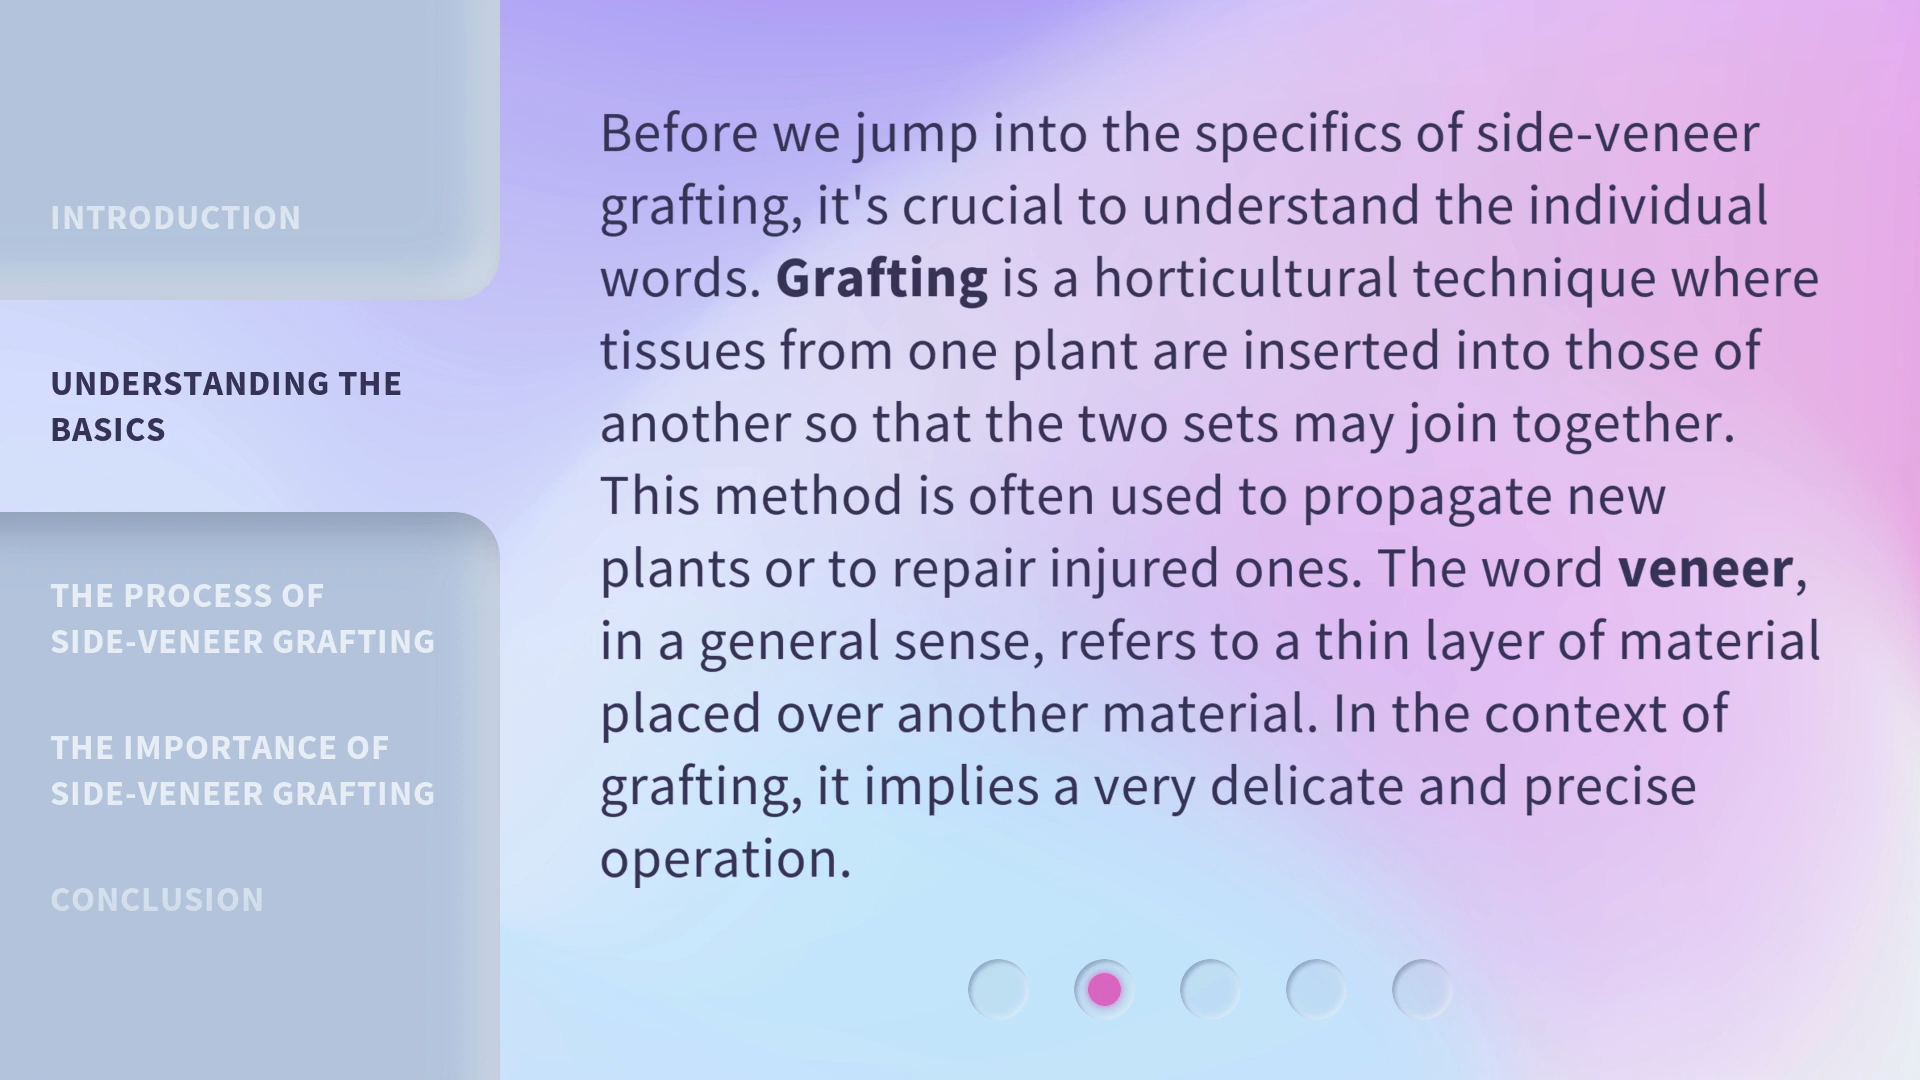 INTRODUCTION
UNDERSTANDING THE
BASICS
THE PROCESS OF
SIDE-VENEER GRAFTING
THE IMPORTANCE OF
SIDE-VENEER GRAFTING
CONCLUSION
Before we jump into the specifics of side-veneer
grafting, it's crucial to understand the individual
words. Grafting is a horticultural technique where
tissues from one plant are inserted into those of
another so that the two sets may join together.
This method is often used to propagate new
plants or to repair injured ones. The word veneer,
in a general sense, refers to a thin layer of material
placed over another material. In the context of
grafting, it implies a very delicate and precise
operation.